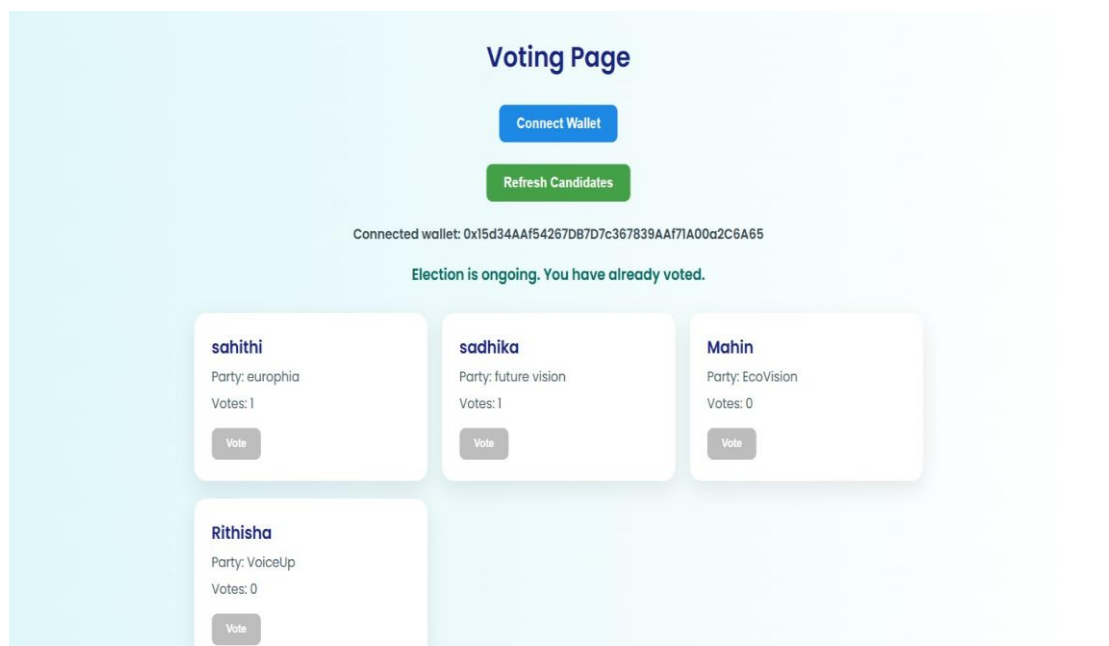 Voting Page
Connect Wallet
Refresh Candidates
Connected wallet: 0x15d34AAf54267DB7D7c367839AAf71A00a2C6A65
Election is ongoing. You have already voted.
sahithi
Party: europhia
Votes: 1
Vote
sadhika
Party: future vision
Votes: 1
Vote
Mahin
Party: EcoVision
Votes: 0
Vote
Rithisha
Party: VoiceUp
Votes: 0
Vote